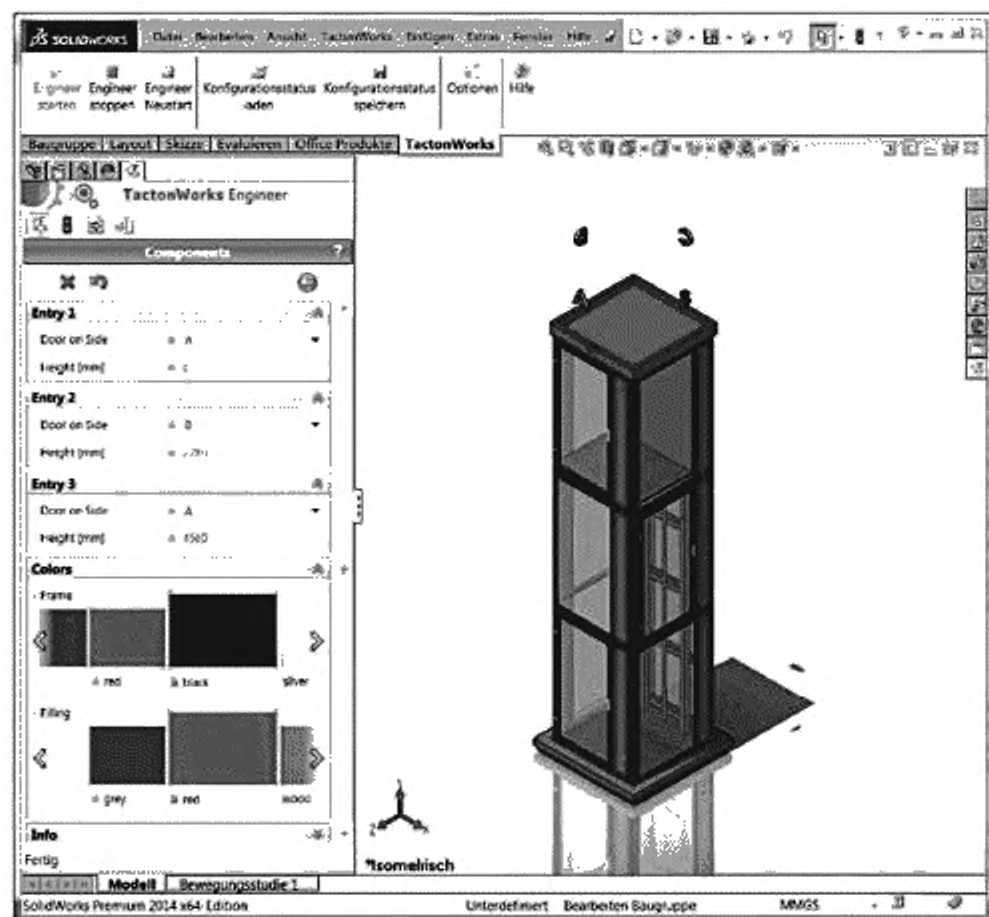 SOLIDWORKS Datei Bearbeiten Ansicht TactonWorks Einfügen Extras Fenster Hilfe
Engineer Engineer Engineer Konfigurationsstatus Konfigurationsstatus Optionen Hilfe
starten stoppen Neustart laden speichern
Baugruppe Layout Skizze Evaluieren Office Produkte TactonWorks
TactonWorks Engineer
Components ?
Entry 1
Door on Side A
Height [mm]
Entry 2
Door on Side B
Height [mm]
Entry 3
Door on Side A
Height [mm] 4500
Colors
Frame
red black silver
Filling
grey red wood
Info
Fertig
A B
Y
Z X
*Isometrisch
Modell Bewegungsstudie 1
SolidWorks Premium 2014 x64-Edition Unterdefiniert Bearbeiten Baugruppe MMGS